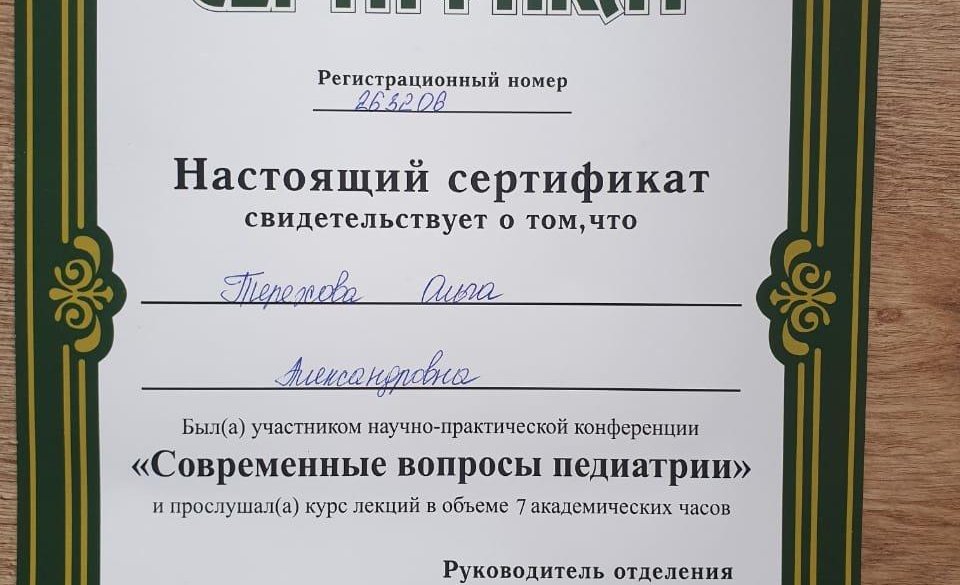 СЕРТИФИКАТ
Регистрационный номер
263208
Настоящий сертификат
свидетельствует о том,что
Терехова Ольга
Александровна
Был(а) участником научно-практической конференции
«Современные вопросы педиатрии»
и прослушал(а) курс лекций в объеме 7 академических часов
Руководитель отделения